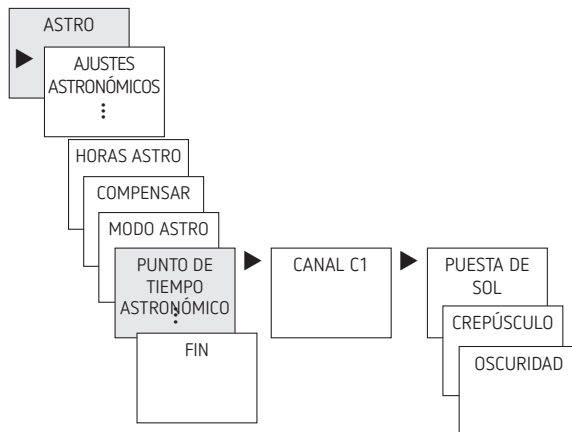 ASTRO
AJUSTES
ASTRONÓMICOS
HORAS ASTRO
COMPENSAR
MODO ASTRO
PUNTO DE
TIEMPO
ASTRONÓMICO
FIN
CANAL C1
PUESTA DE
SOL
CREPÚSCULO
OSCURIDAD